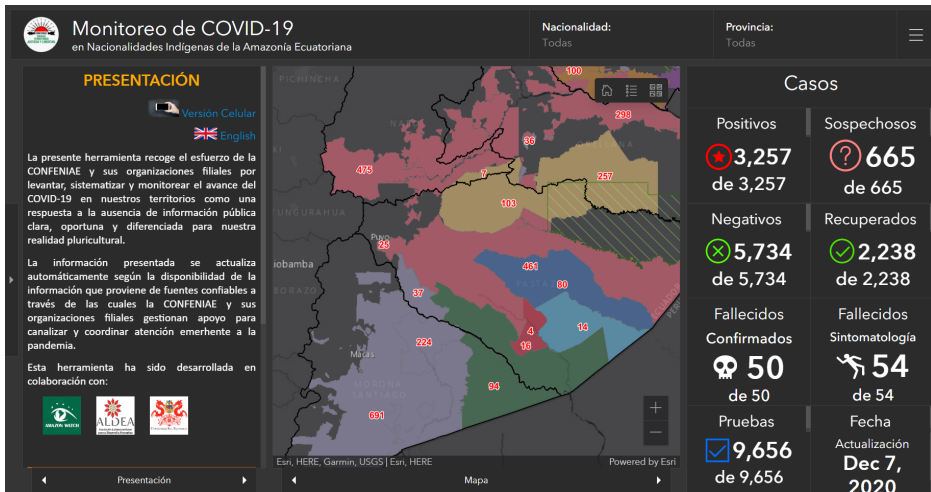 Monitoreo de COVID-19
en Nacionalidades Indígenas de la Amazonía Ecuatoriana
Nacionalidad:
Todas
Provincia:
Todas
PRESENTACIÓN
Versión Celular
English
La presente herramienta recoge el esfuerzo de la
CONFENIAE y sus organizaciones filiales por
levantar, sistematizar y monitorear el avance del
COVID-19 en nuestros territorios como una
respuesta a la ausencia de información pública
clara, oportuna y diferenciada para nuestra
realidad pluricultural.
La información presentada se actualiza
automáticamente según la disponibilidad de la
información que proviene de fuentes confiables a
través de las cuales la CONFENIAE y sus
organizaciones filiales gestionan apoyo para
canalizar y coordinar atención emerhente a la
pandemia.
Esta herramienta ha sido desarrollada en
colaboración con:
AMAZON WATCH
ALDEA
Presentación
PICHINCHA
100
298
36
475
7
257
103
TUNGURAHUA
Puyo
25
iobamba
461
PASTAZA
80
37
14
4
16
224
Macas
94
MORONA
SANTIAGO
691
Esri, HERE, Garmin, USGS | Esri, HERE
Powered by Esri
Mapa
Casos
Positivos
3,257
de 3,257
Sospechosos
665
de 665
Negativos
5,734
de 5,734
Recuperados
2,238
de 2,238
Fallecidos
Confirmados
50
de 50
Fallecidos
Sintomatología
54
de 54
Pruebas
9,656
de 9,656
Fecha
Actualización
Dec 7,
2020